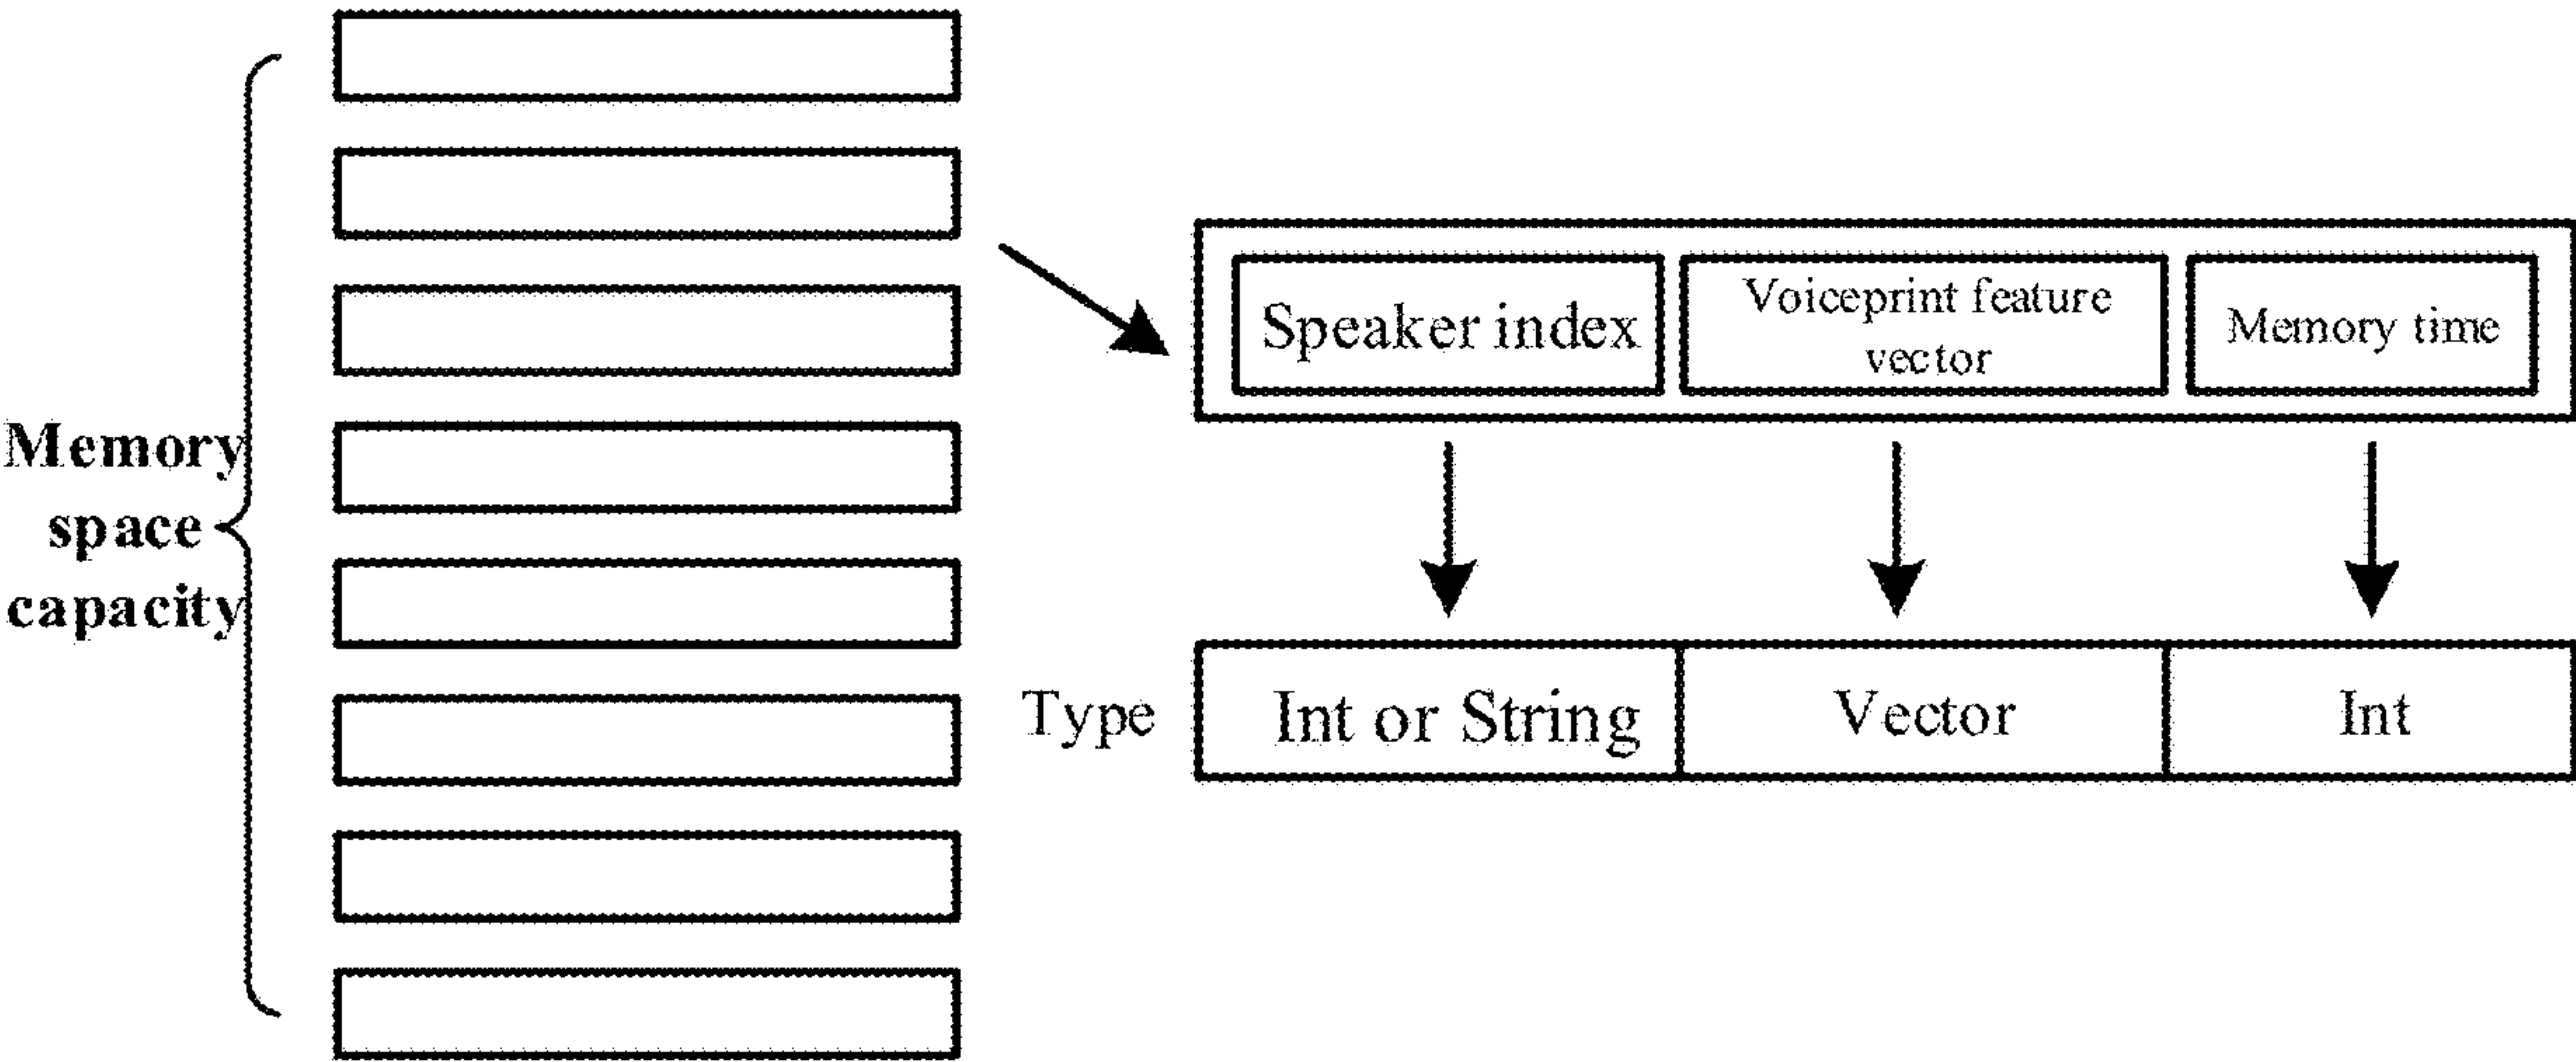 Memory
space
capacity
Speaker index
Voiceprint feature
vector
Memory time
Type
Int or String
Vector
Int